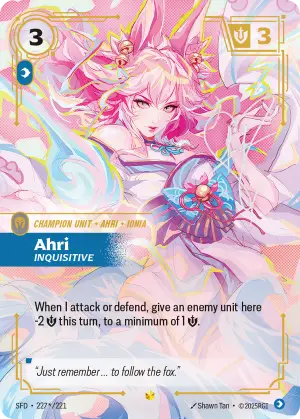 3
3
CHAMPION UNIT • AHRI • IONIA
Ahri
INQUISITIVE
When I attack or defend, give an enemy unit here
-2 this turn, to a minimum of 1.
"Just remember... to follow the fox."
SFD • 227*/221
Shawn Tan • ©2025RGI